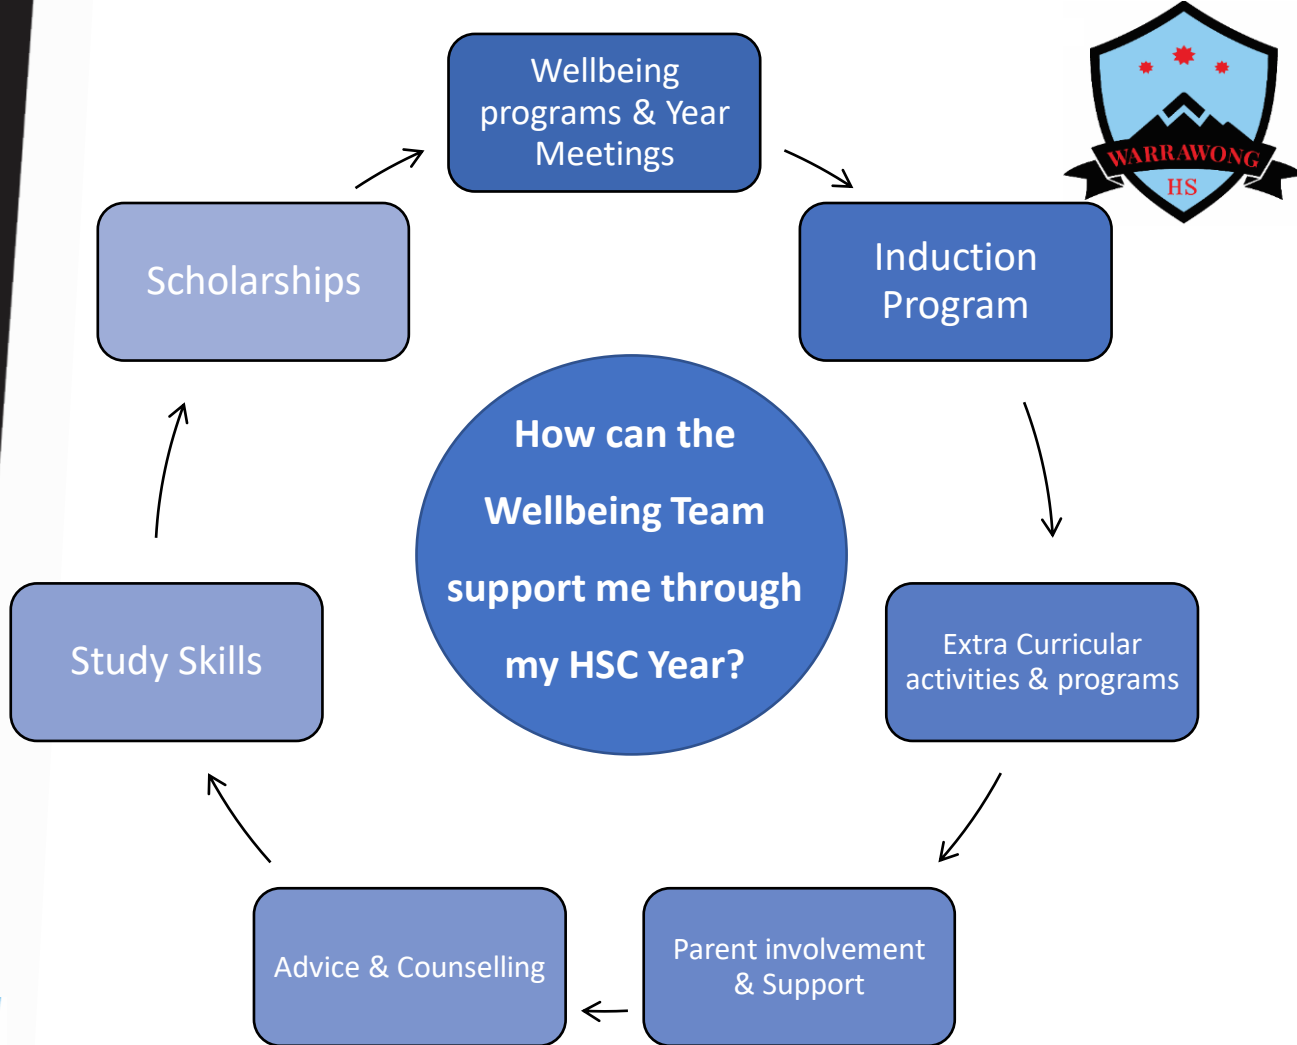 Wellbeing
programs & Year
Meetings
WARRAWONG
HS
Scholarships
Induction
Program
How can the
Wellbeing Team
support me through
my HSC Year?
Study Skills
Extra Curricular
activities & programs
Advice & Counselling
Parent involvement
& Support